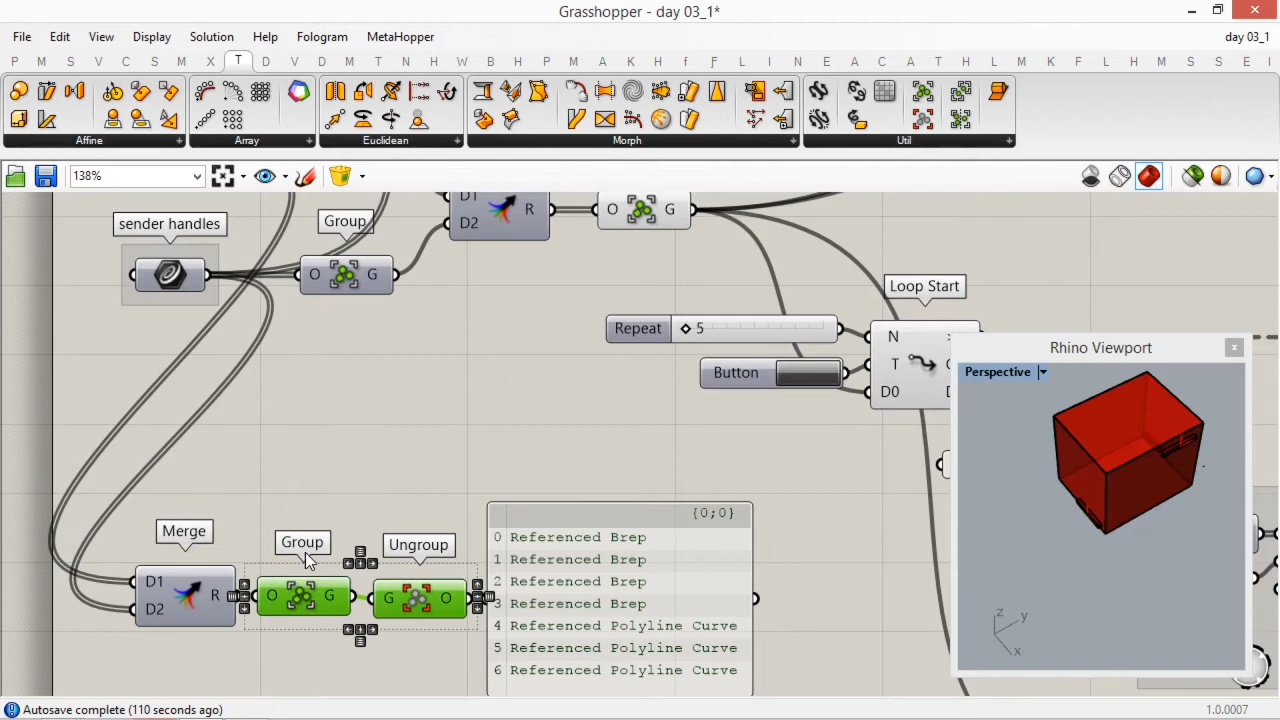 Grasshopper - day 03_1*
File Edit View Display Solution Help Fologram MetaHopper day 03_1
P M S V C S M X S T D V D M T R N K W B H P M A K F D L I N V A A D A M T H L M P S S E I
Affine Array Euclidean Morph Util
138%
D1
D2 R O G
sender handles Group
O G
Loop Start
Repeat 5 N >
Button T
D0
Rhino Viewport x
Perspective
z
y
x
Merge Group Ungroup
D1
D2 R O G G O
{0;0}
0 Referenced Brep
1 Referenced Brep
2 Referenced Brep
3 Referenced Brep
4 Referenced Polyline Curve
5 Referenced Polyline Curve
6 Referenced Polyline Curve
Autosave complete (110 seconds ago) 1.0.0007